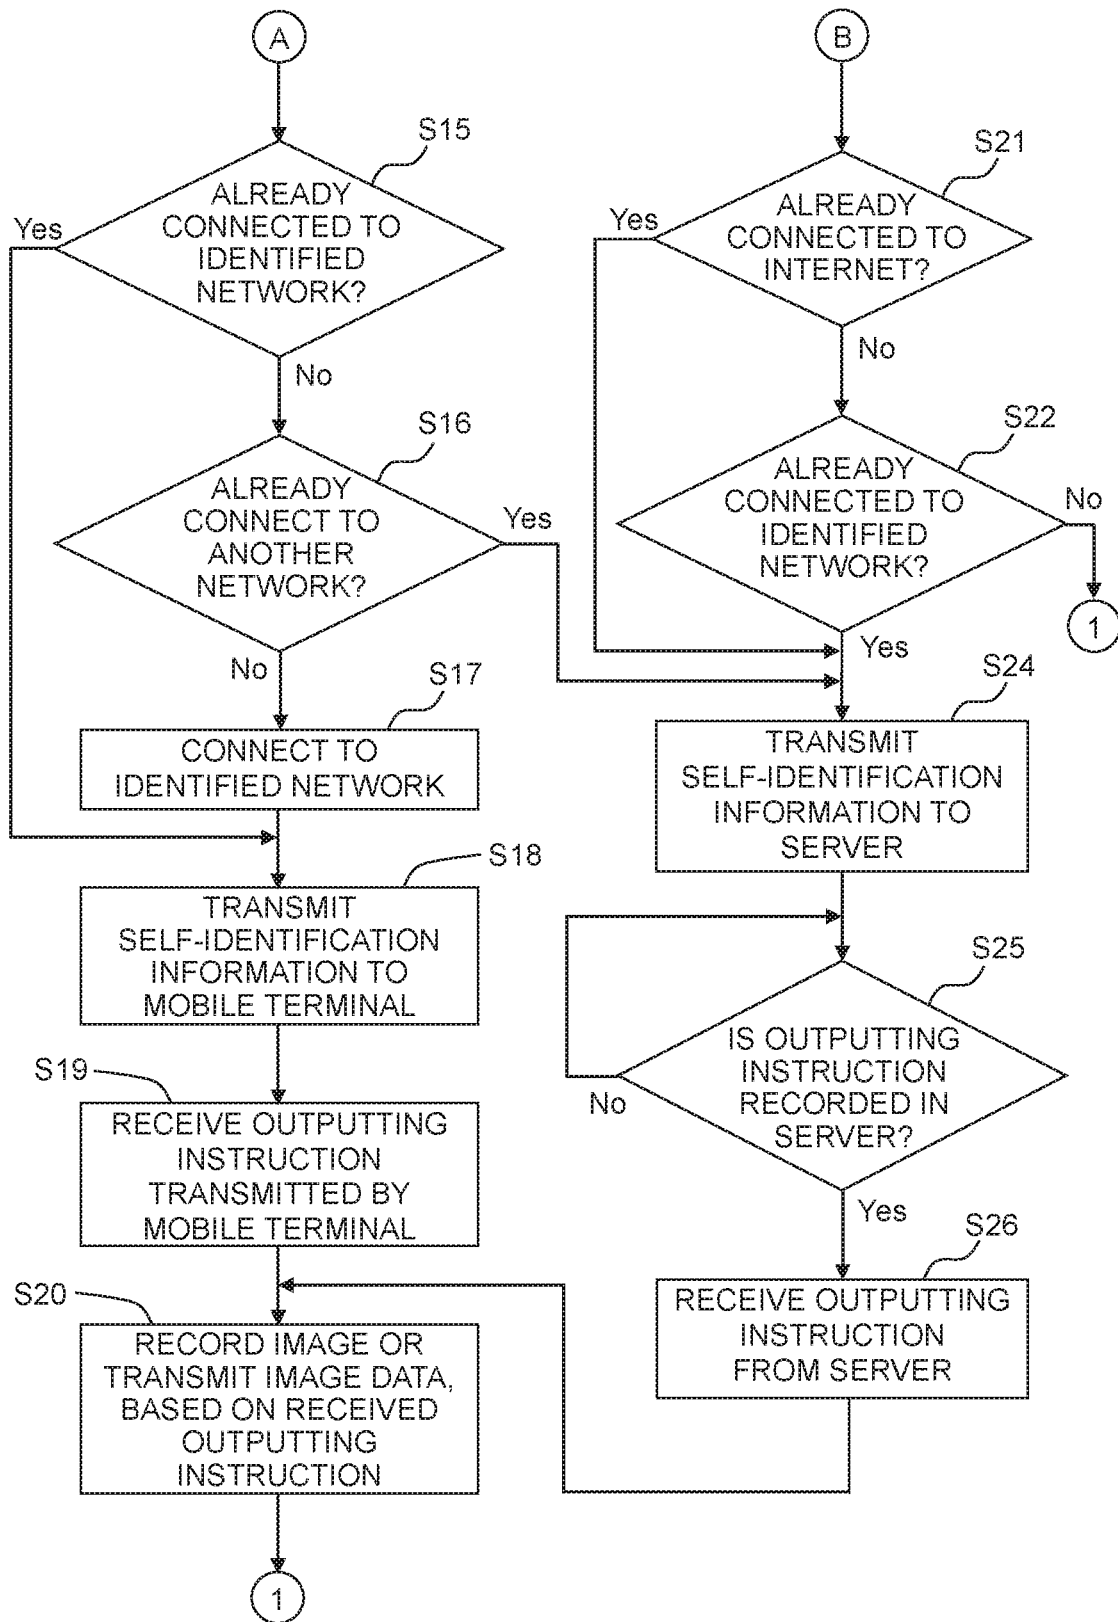 A
S15
ALREADY
CONNECTED TO
IDENTIFIED
NETWORK?
Yes
No
S16
ALREADY
CONNECT TO
ANOTHER
NETWORK?
Yes
No
S17
CONNECT TO
IDENTIFIED NETWORK
S18
TRANSMIT
SELF-IDENTIFICATION
INFORMATION TO
MOBILE TERMINAL
S19
RECEIVE OUTPUTTING
INSTRUCTION
TRANSMITTED BY
MOBILE TERMINAL
S20
RECORD IMAGE OR
TRANSMIT IMAGE DATA,
BASED ON RECEIVED
OUTPUTTING
INSTRUCTION
1
B
S21
ALREADY
CONNECTED TO
INTERNET?
Yes
No
S22
ALREADY
CONNECTED TO
IDENTIFIED
NETWORK?
No
1
Yes
S24
TRANSMIT
SELF-IDENTIFICATION
INFORMATION TO
SERVER
S25
IS OUTPUTTING
INSTRUCTION
RECORDED IN
SERVER?
No
Yes
S26
RECEIVE OUTPUTTING
INSTRUCTION
FROM SERVER